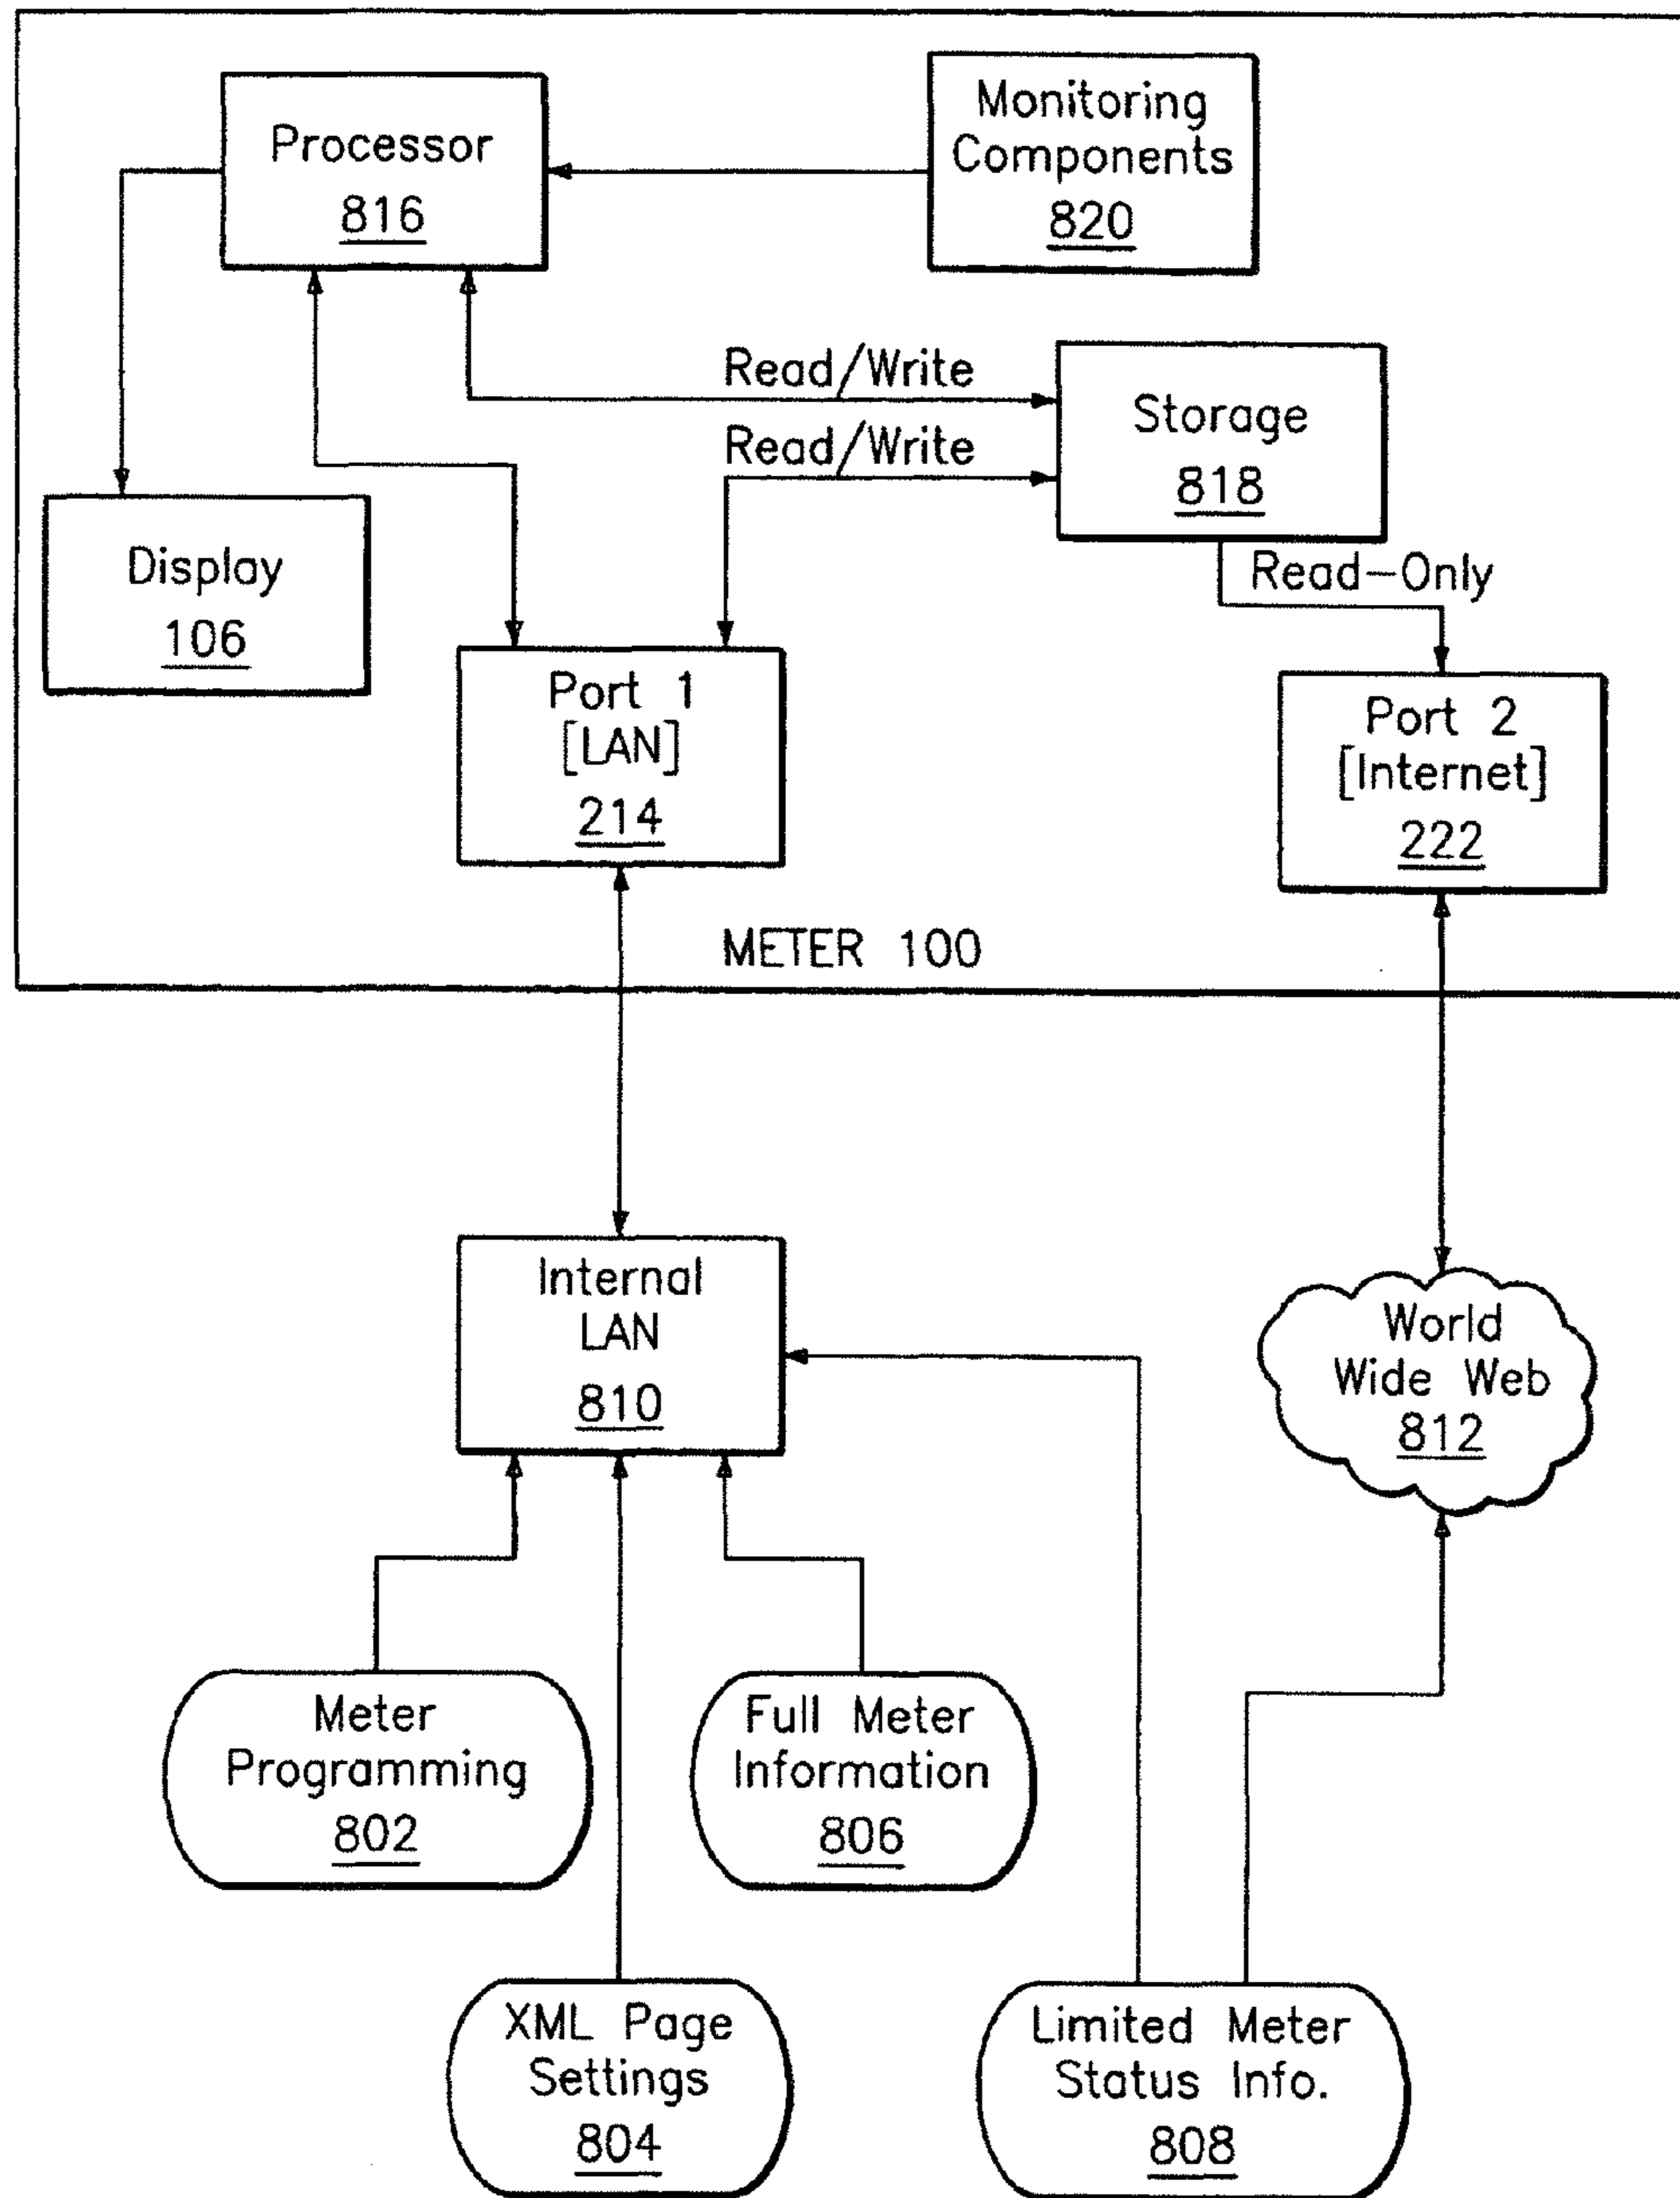 Processor
816
Monitoring
Components
820
Read/Write
Storage
818
Read/Write
Read-Only
Display
106
Port 1
[LAN]
214
Port 2
[Internet]
222
METER 100
Internal
LAN
810
World
Wide Web
812
Meter
Programming
802
Full Meter
Information
806
XML Page
Settings
804
Limited Meter
Status Info.
808